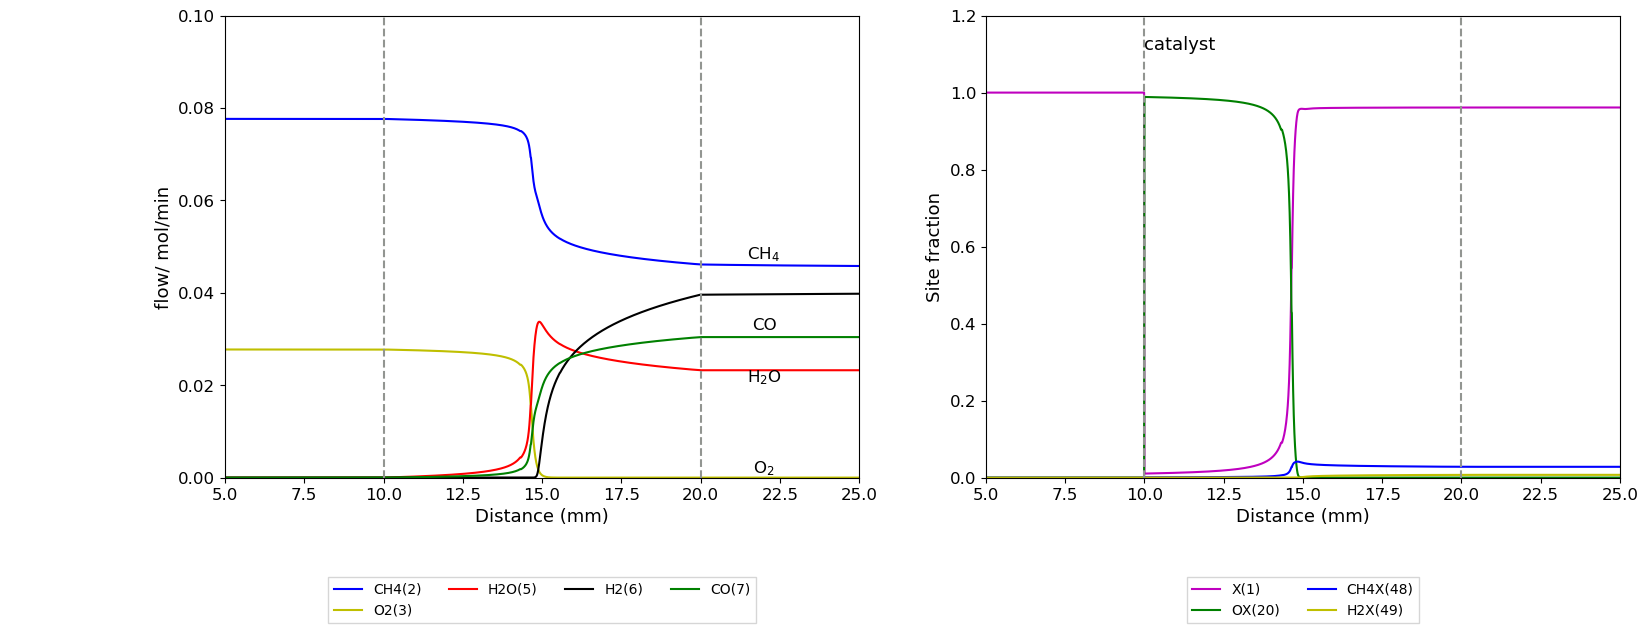 0.10
0.08
0.06
0.04
0.02
0.00
flow/ mol/min
CH4
CO
H2O
O2
5.0 7.5 10.0 12.5 15.0 17.5 20.0 22.5 25.0
Distance (mm)
CH4(2) H2O(5) H2(6) CO(7)
O2(3)
1.2
1.0
0.8
0.6
0.4
0.2
0.0
Site fraction
catalyst
5.0 7.5 10.0 12.5 15.0 17.5 20.0 22.5 25.0
Distance (mm)
X(1) CH4X(48)
OX(20) H2X(49)